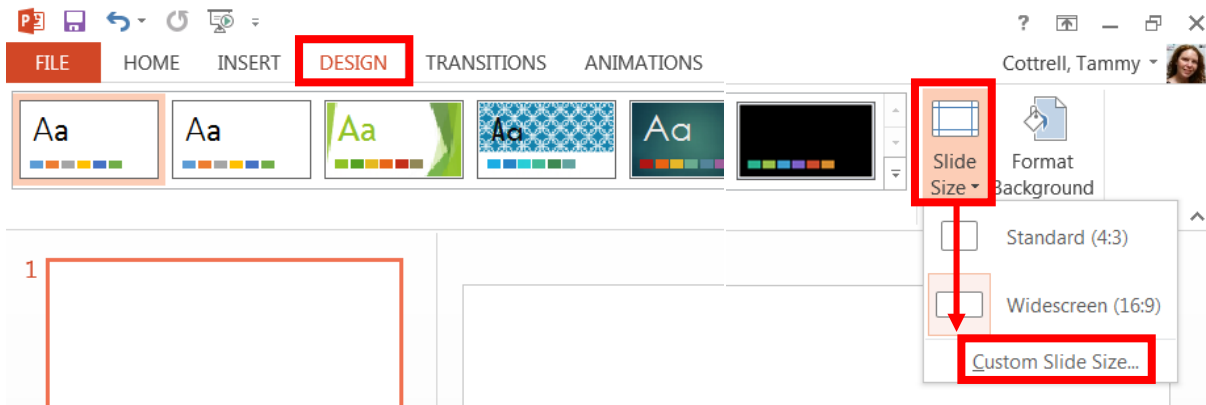 ?
FILE HOME INSERT DESIGN TRANSITIONS ANIMATIONS Cottrell, Tammy
Aa Aa Aa Aa Aa
Slide Size
Format Background
Standard (4:3)
1
Widescreen (16:9)
Custom Slide Size...